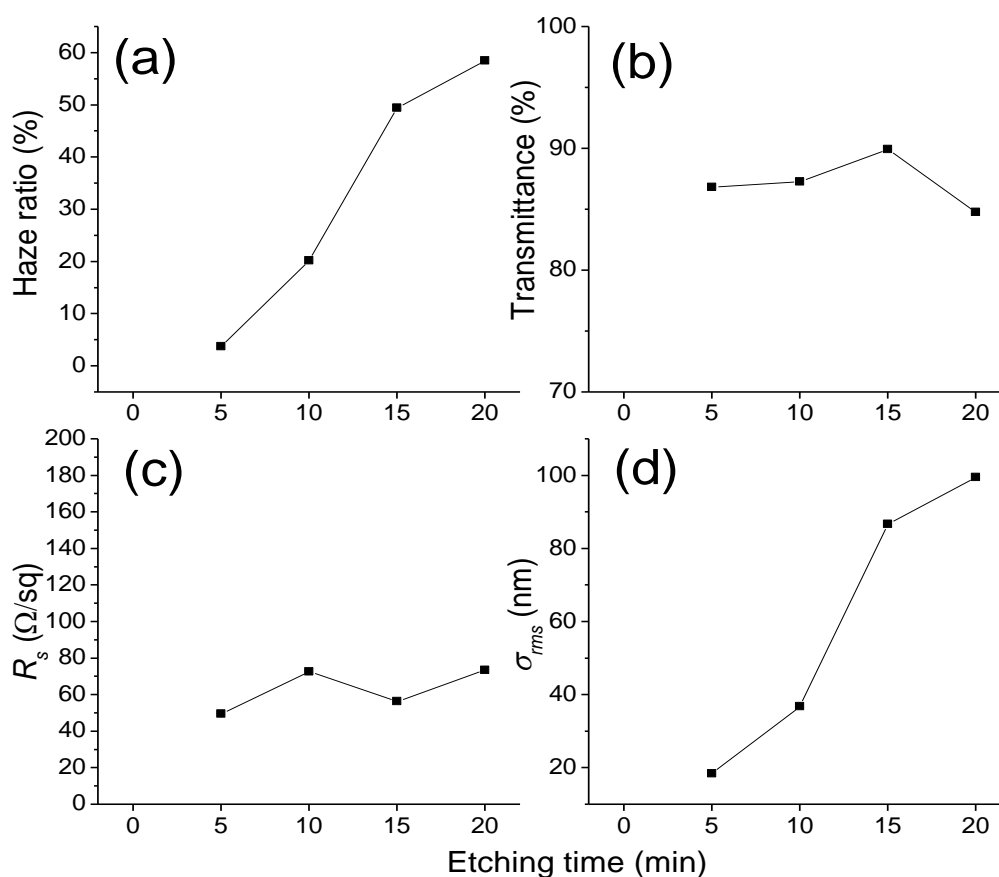 (a)
Haze ratio (%)
60
50
40
30
20
10
0
0 5 10 15 20
(b)
Transmittance (%)
100
90
80
70
0 5 10 15 20
(c)
Rs (Ω/sq)
200
180
160
140
120
100
80
60
40
20
0
0 5 10 15 20
(d)
σrms (nm)
100
80
60
40
20
0 5 10 15 20
Etching time (min)